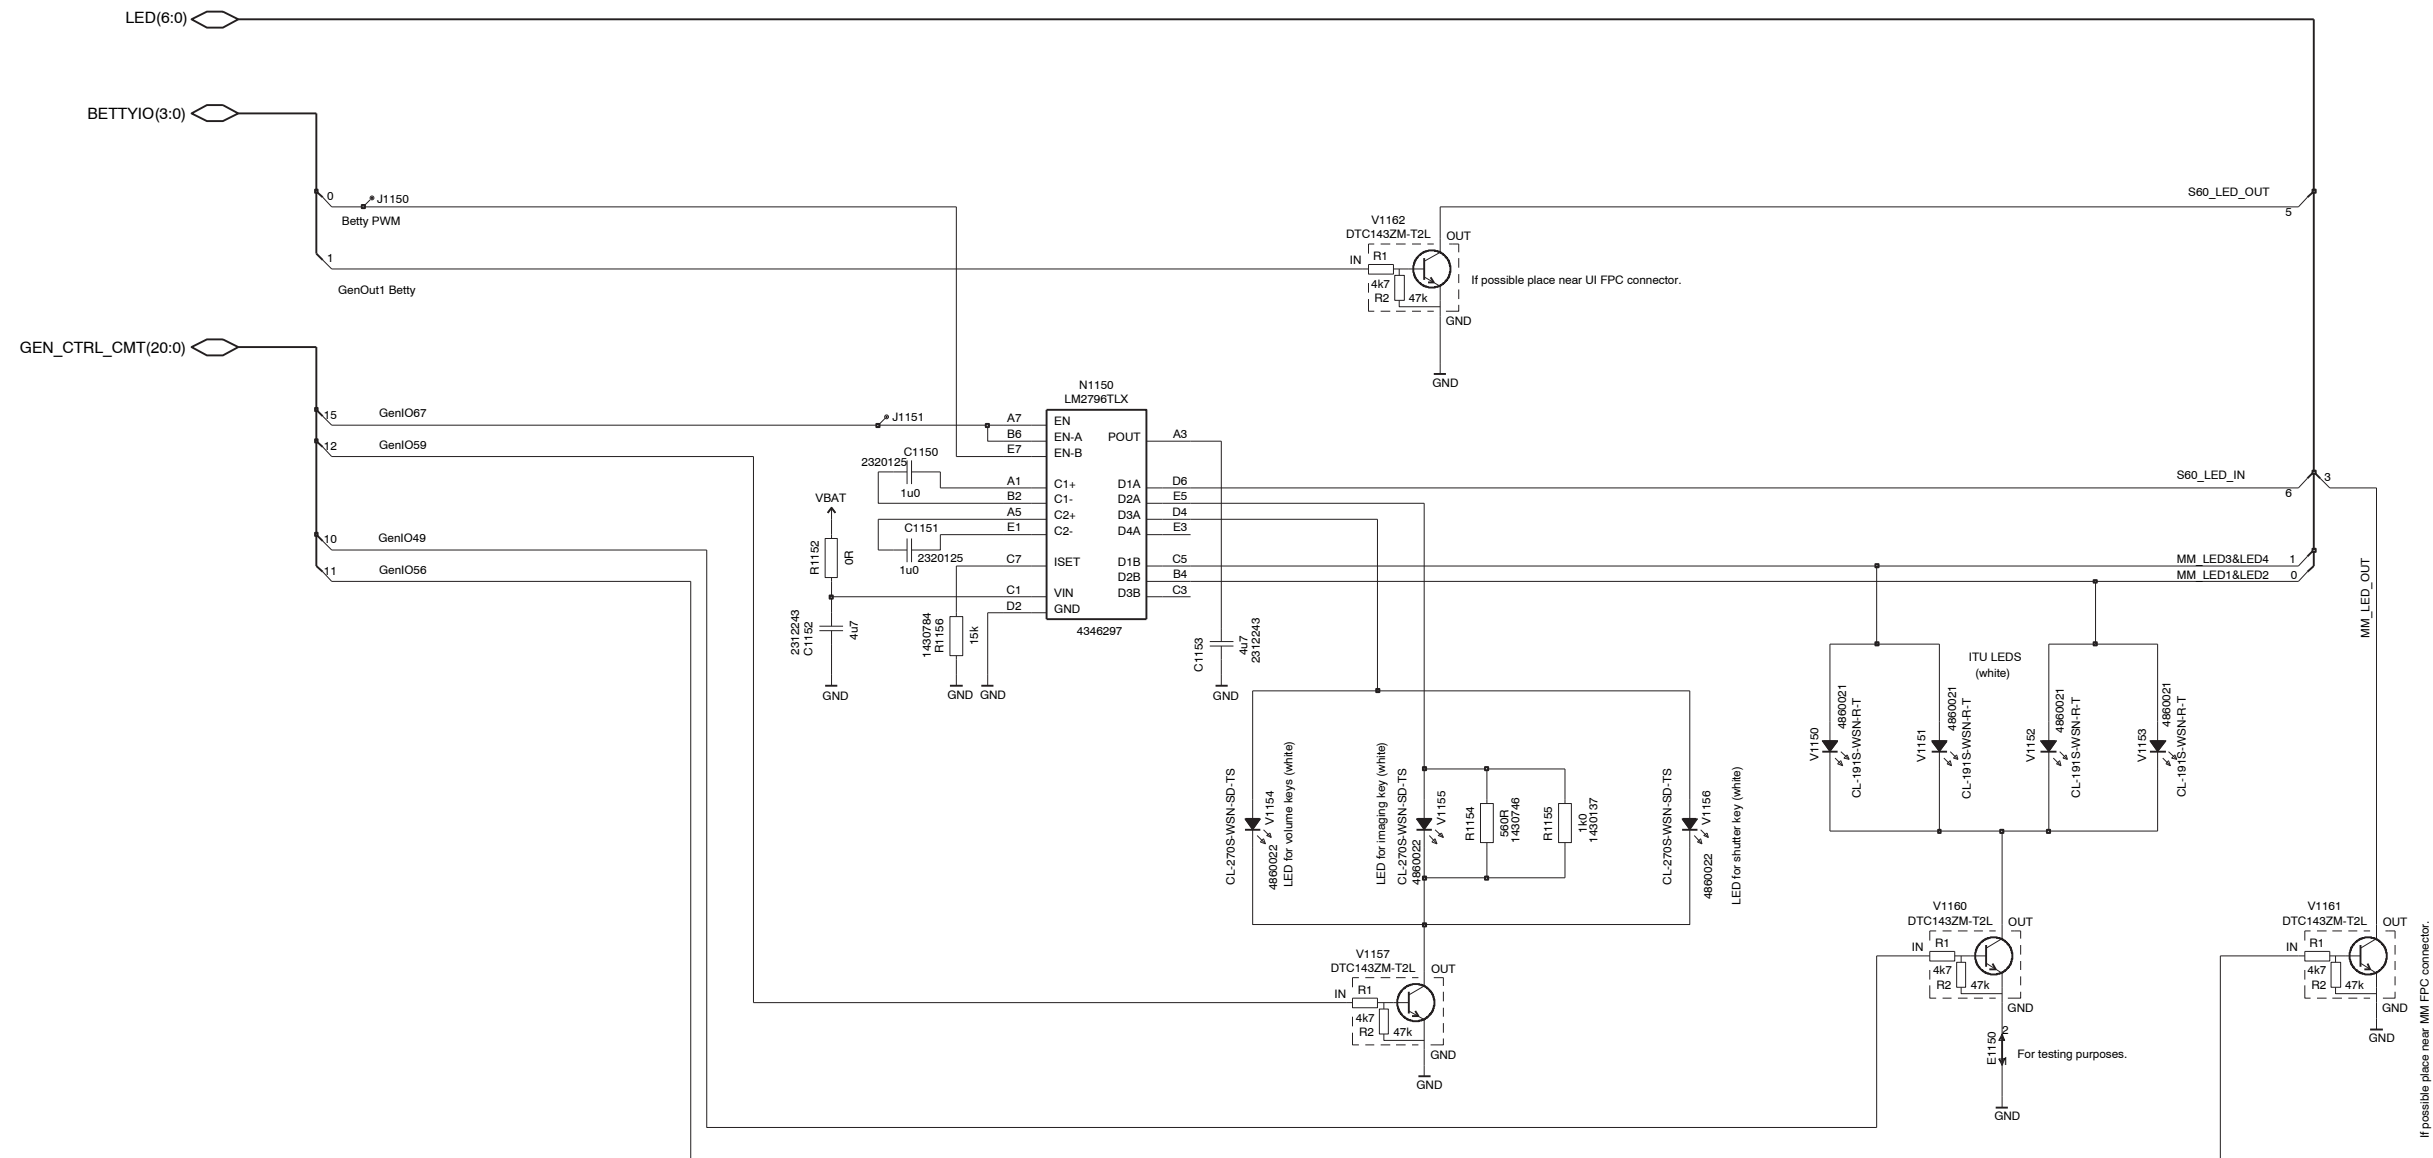 LED(6:0)
BETTYIO(3:0)
0
J1150
Betty PWM
1
GenOut1 Betty
S60_LED_OUT
5
V1162
DTC143ZM-T2L
OUT
IN
R1
4k7
R2
47k
GND
If possible place near UI FPC connector.
GND
GEN_CTRL_CMT(20:0)
15
GenIO67
12
GenIO59
10
GenIO49
11
GenIO56
J1151
N1150
LM2796TLX
A7
EN
B6
EN-A
E7
EN-B
A1
C1+
B2
C1-
A5
C2+
E1
C2-
C7
ISET
C1
VIN
D2
GND
POUT
A3
D1A
D6
D2A
E5
D3A
D4
D4A
E3
D1B
C5
D2B
B4
D3B
C3
4346297
C1150
2320125
1u0
C1151
2320125
1u0
VBAT
R1152
0R
2312243
C1152
4u7
GND
1430784
R1156
15k
GND
GND
C1153
4u7
2312243
GND
S60_LED_IN
6
3
MM_LED3&LED4
1
MM_LED1&LED2
0
MM_LED_OUT
ITU LEDS
(white)
V1150
4860021
CL-191S-WSN-R-T
V1151
4860021
CL-191S-WSN-R-T
V1152
4860021
CL-191S-WSN-R-T
V1153
4860021
CL-191S-WSN-R-T
CL-270S-WSN-SD-TS
V1154
4860022
LED for volume keys (white)
LED for imaging key (white)
CL-270S-WSN-SD-TS
4860022
V1155
R1154
560R
1430746
R1155
1k0
1430137
CL-270S-WSN-SD-TS
V1156
4860022
LED for shutter key (white)
V1157
DTC143ZM-T2L
OUT
IN
R1
4k7
R2
47k
GND
GND
V1160
DTC143ZM-T2L
OUT
IN
R1
4k7
R2
47k
GND
2
E1150
1
For testing purposes.
GND
V1161
DTC143ZM-T2L
OUT
IN
R1
4k7
R2
47k
GND
GND
If possible place near MM FPC connector.